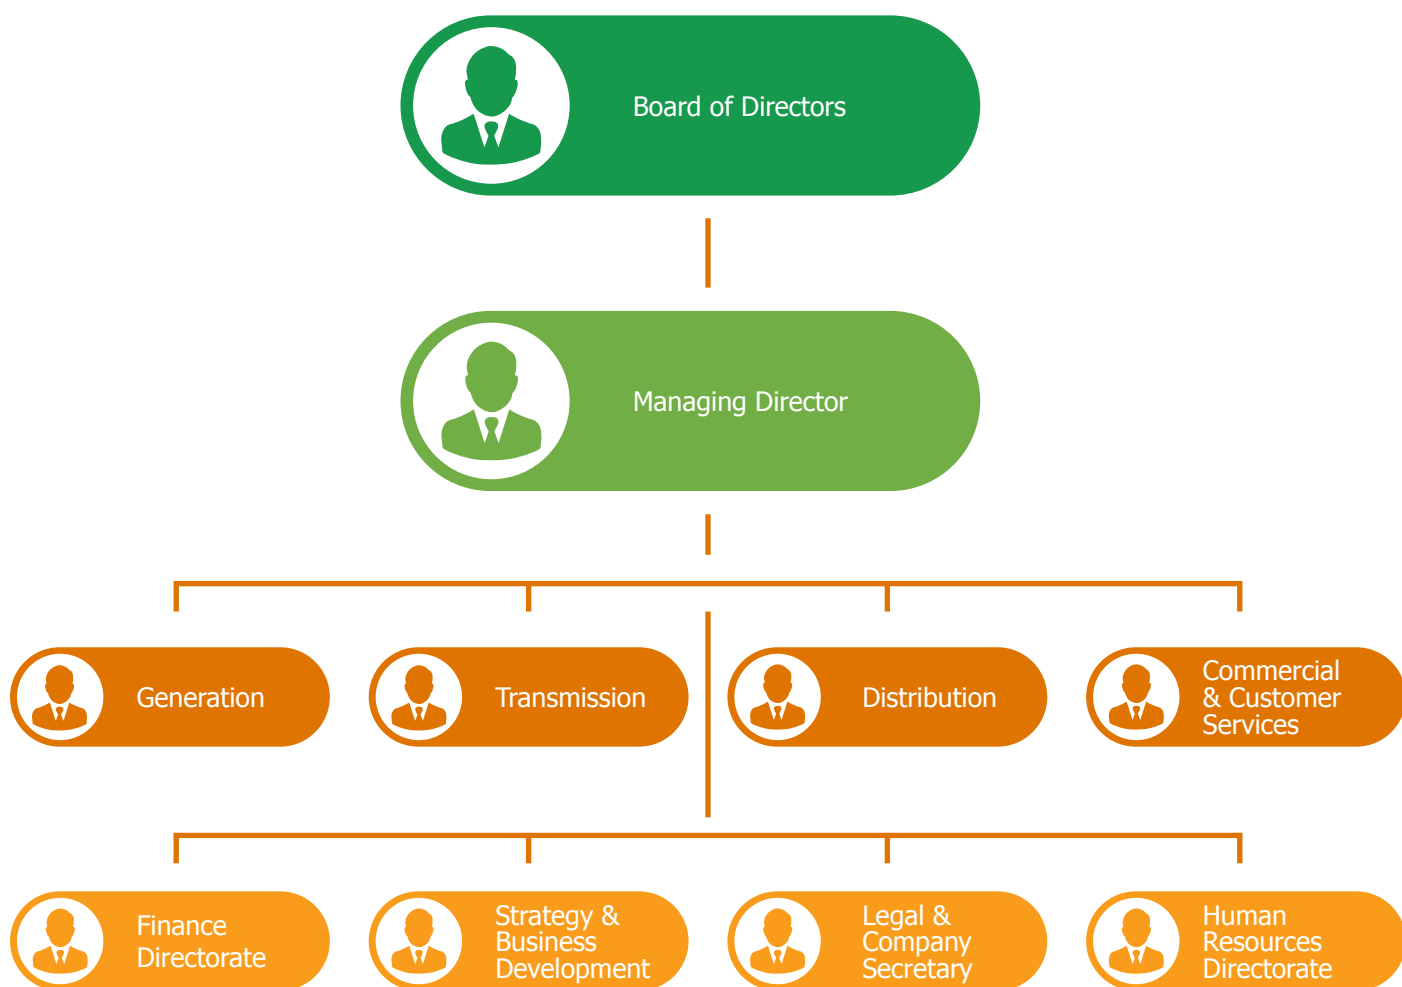 Board of Directors
Managing Director
Generation
Transmission
Distribution
Commercial
& Customer
Services
Finance
Directorate
Strategy &
Business
Development
Legal &
Company
Secretary
Human
Resources
Directorate